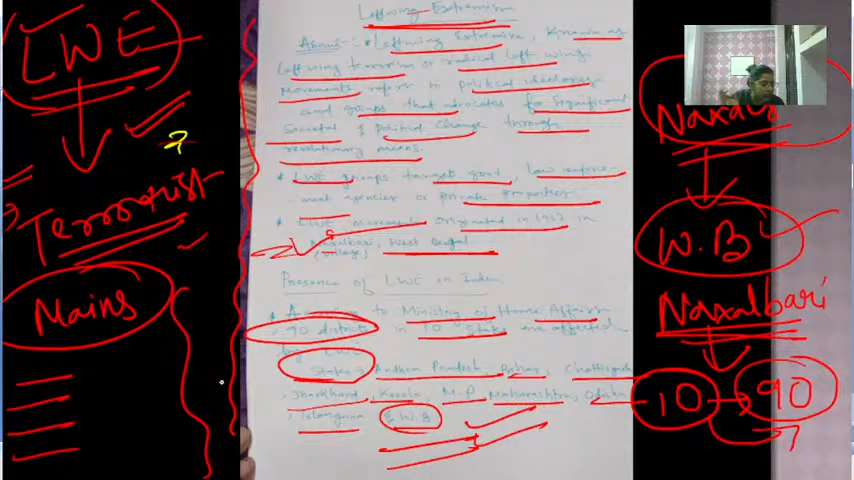 LWE
?
Terrorist
Mains
Leftwing Extremism
About - * Leftwing Extremism, Known as
Left wing terrorism or radical left wing
Movements refers to political ideologies
and groups that advocates for Significant
Societal & political change through
revolutionary means.
* LWE groups target govt, law enforce-
ment agencies or private properties
* LWE Movement Originated in 1967 in
Naxalbari, West Bengal
(village)
Presence of LWE in India
* According to Ministry of Home Affairs
, 90 districts in 10 States are affected
by LWE
States → Andhra Pradesh, Bihar, Chattisgarh
, Jharkhand, Kerala, M.P, Maharashtra, Odisha
, Telangana & W.B
Naxals
W.B
Naxalbari
10 → 90